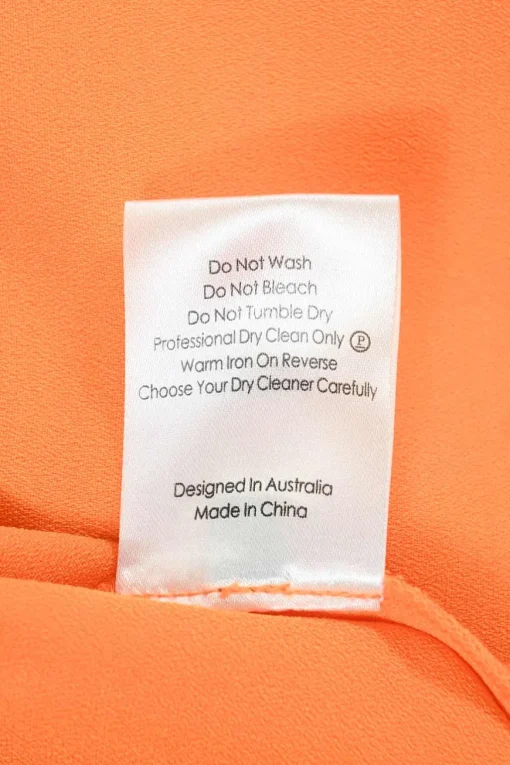 Do Not Wash
Do Not Bleach
Do Not Tumble Dry
Professional Dry Clean Only Ⓟ
Warm Iron On Reverse
Choose Your Dry Cleaner Carefully
Designed In Australia
Made In China